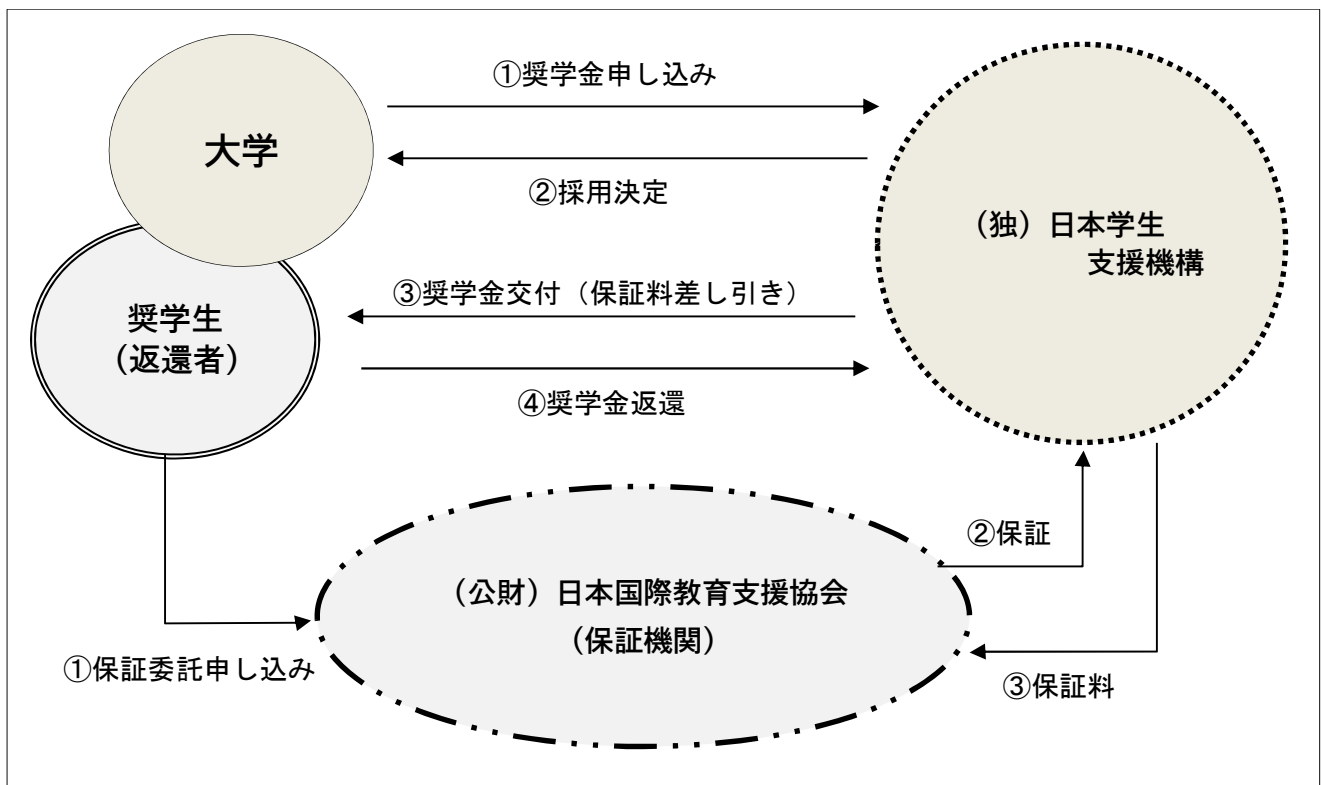 ①奨学金申し込み
大学
②採用決定
（独）日本学生
支援機構
③奨学金交付（保証料差し引き）
奨学生
（返還者）
④奨学金返還
②保証
（公財）日本国際教育支援協会
（保証機関）
①保証委託申し込み
③保証料